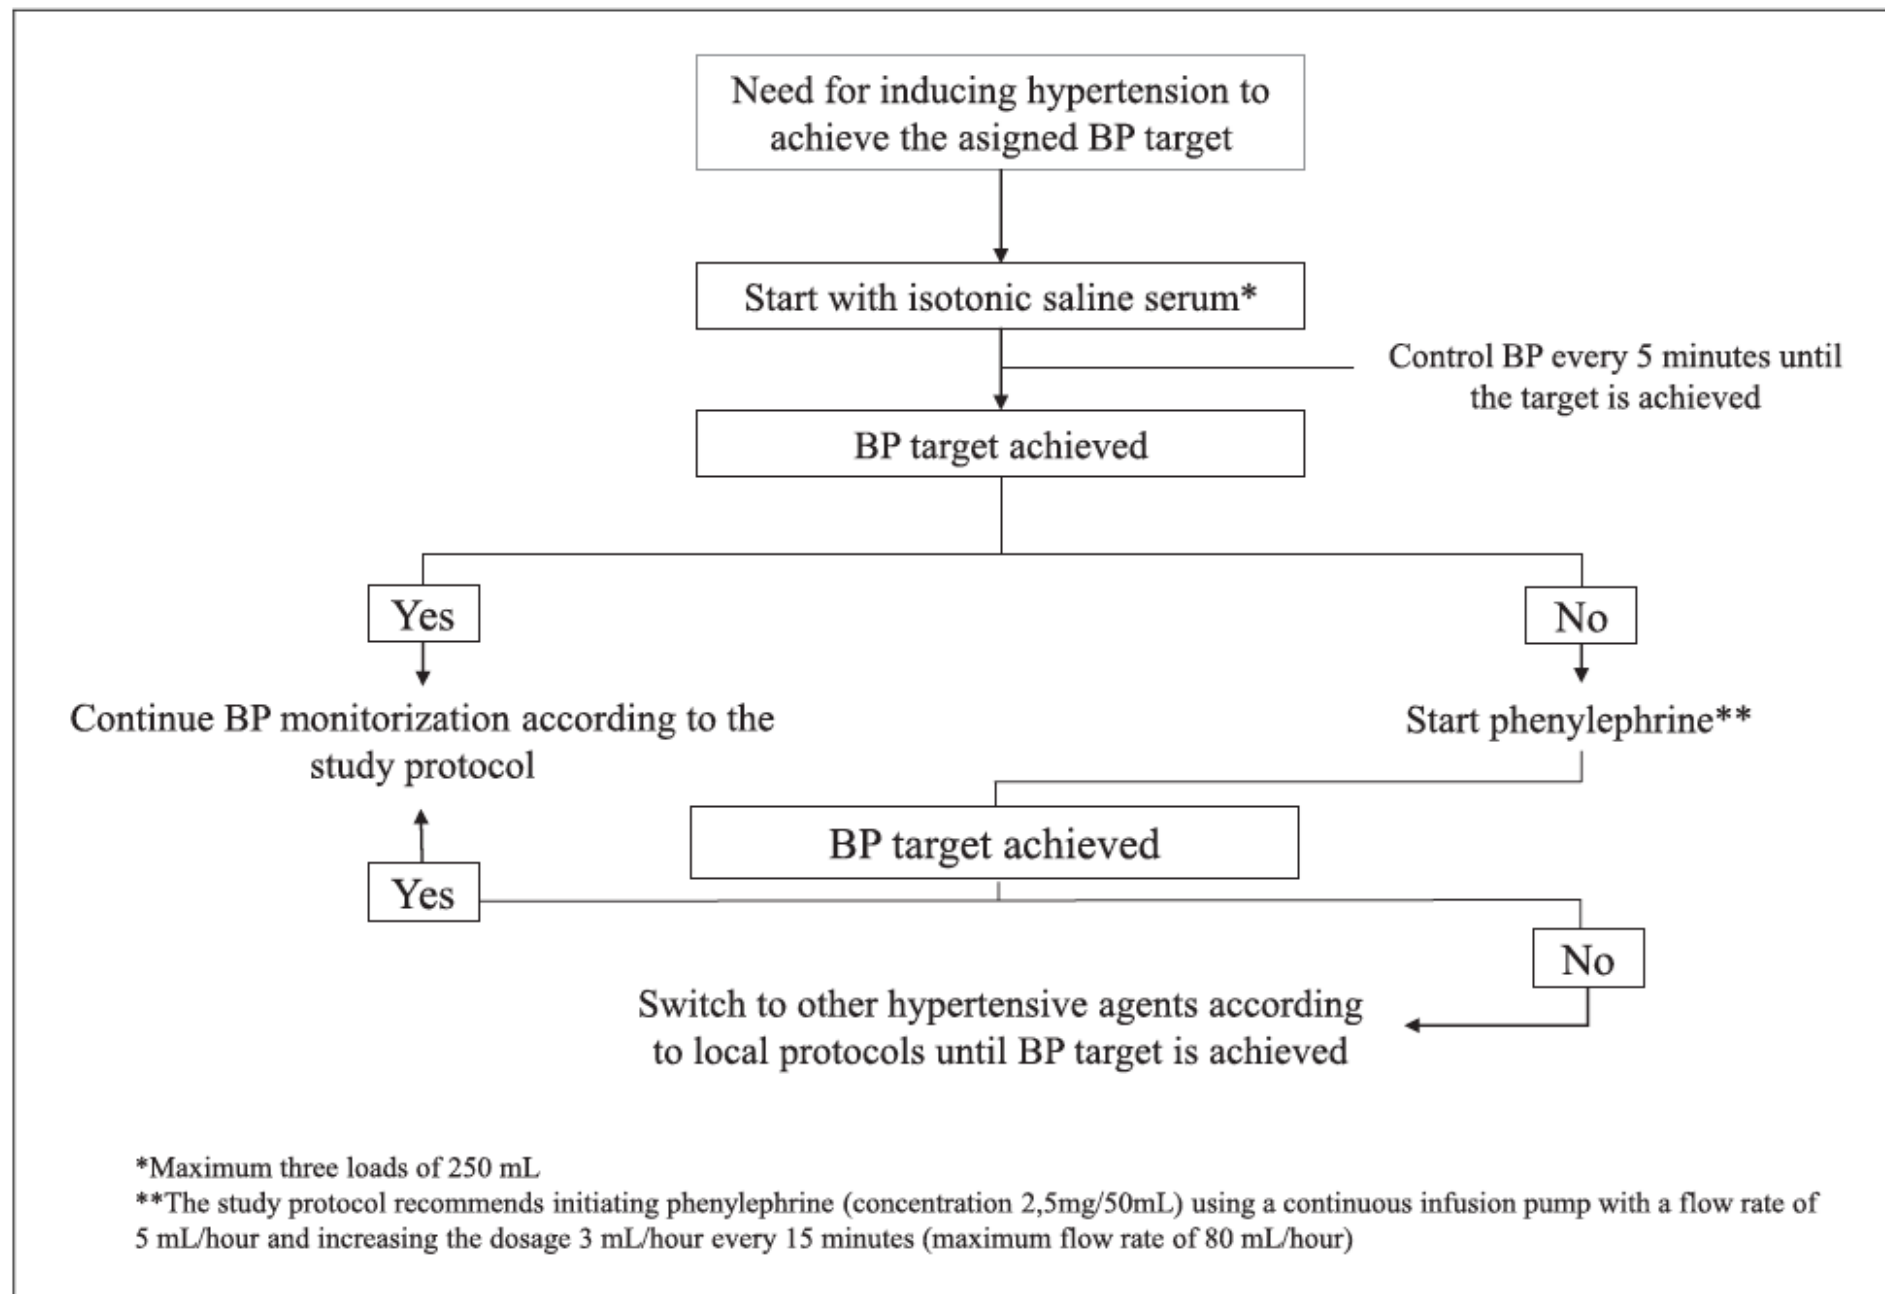 Need for inducing hypertension to
achieve the asigned BP target
Start with isotonic saline serum*
Control BP every 5 minutes until
the target is achieved
BP target achieved
Yes
No
Continue BP monitorization according to the
study protocol
Start phenylephrine**
BP target achieved
Yes
No
Switch to other hypertensive agents according
to local protocols until BP target is achieved
*Maximum three loads of 250 mL
**The study protocol recommends initiating phenylephrine (concentration 2,5mg/50mL) using a continuous infusion pump with a flow rate of
5 mL/hour and increasing the dosage 3 mL/hour every 15 minutes (maximum flow rate of 80 mL/hour)